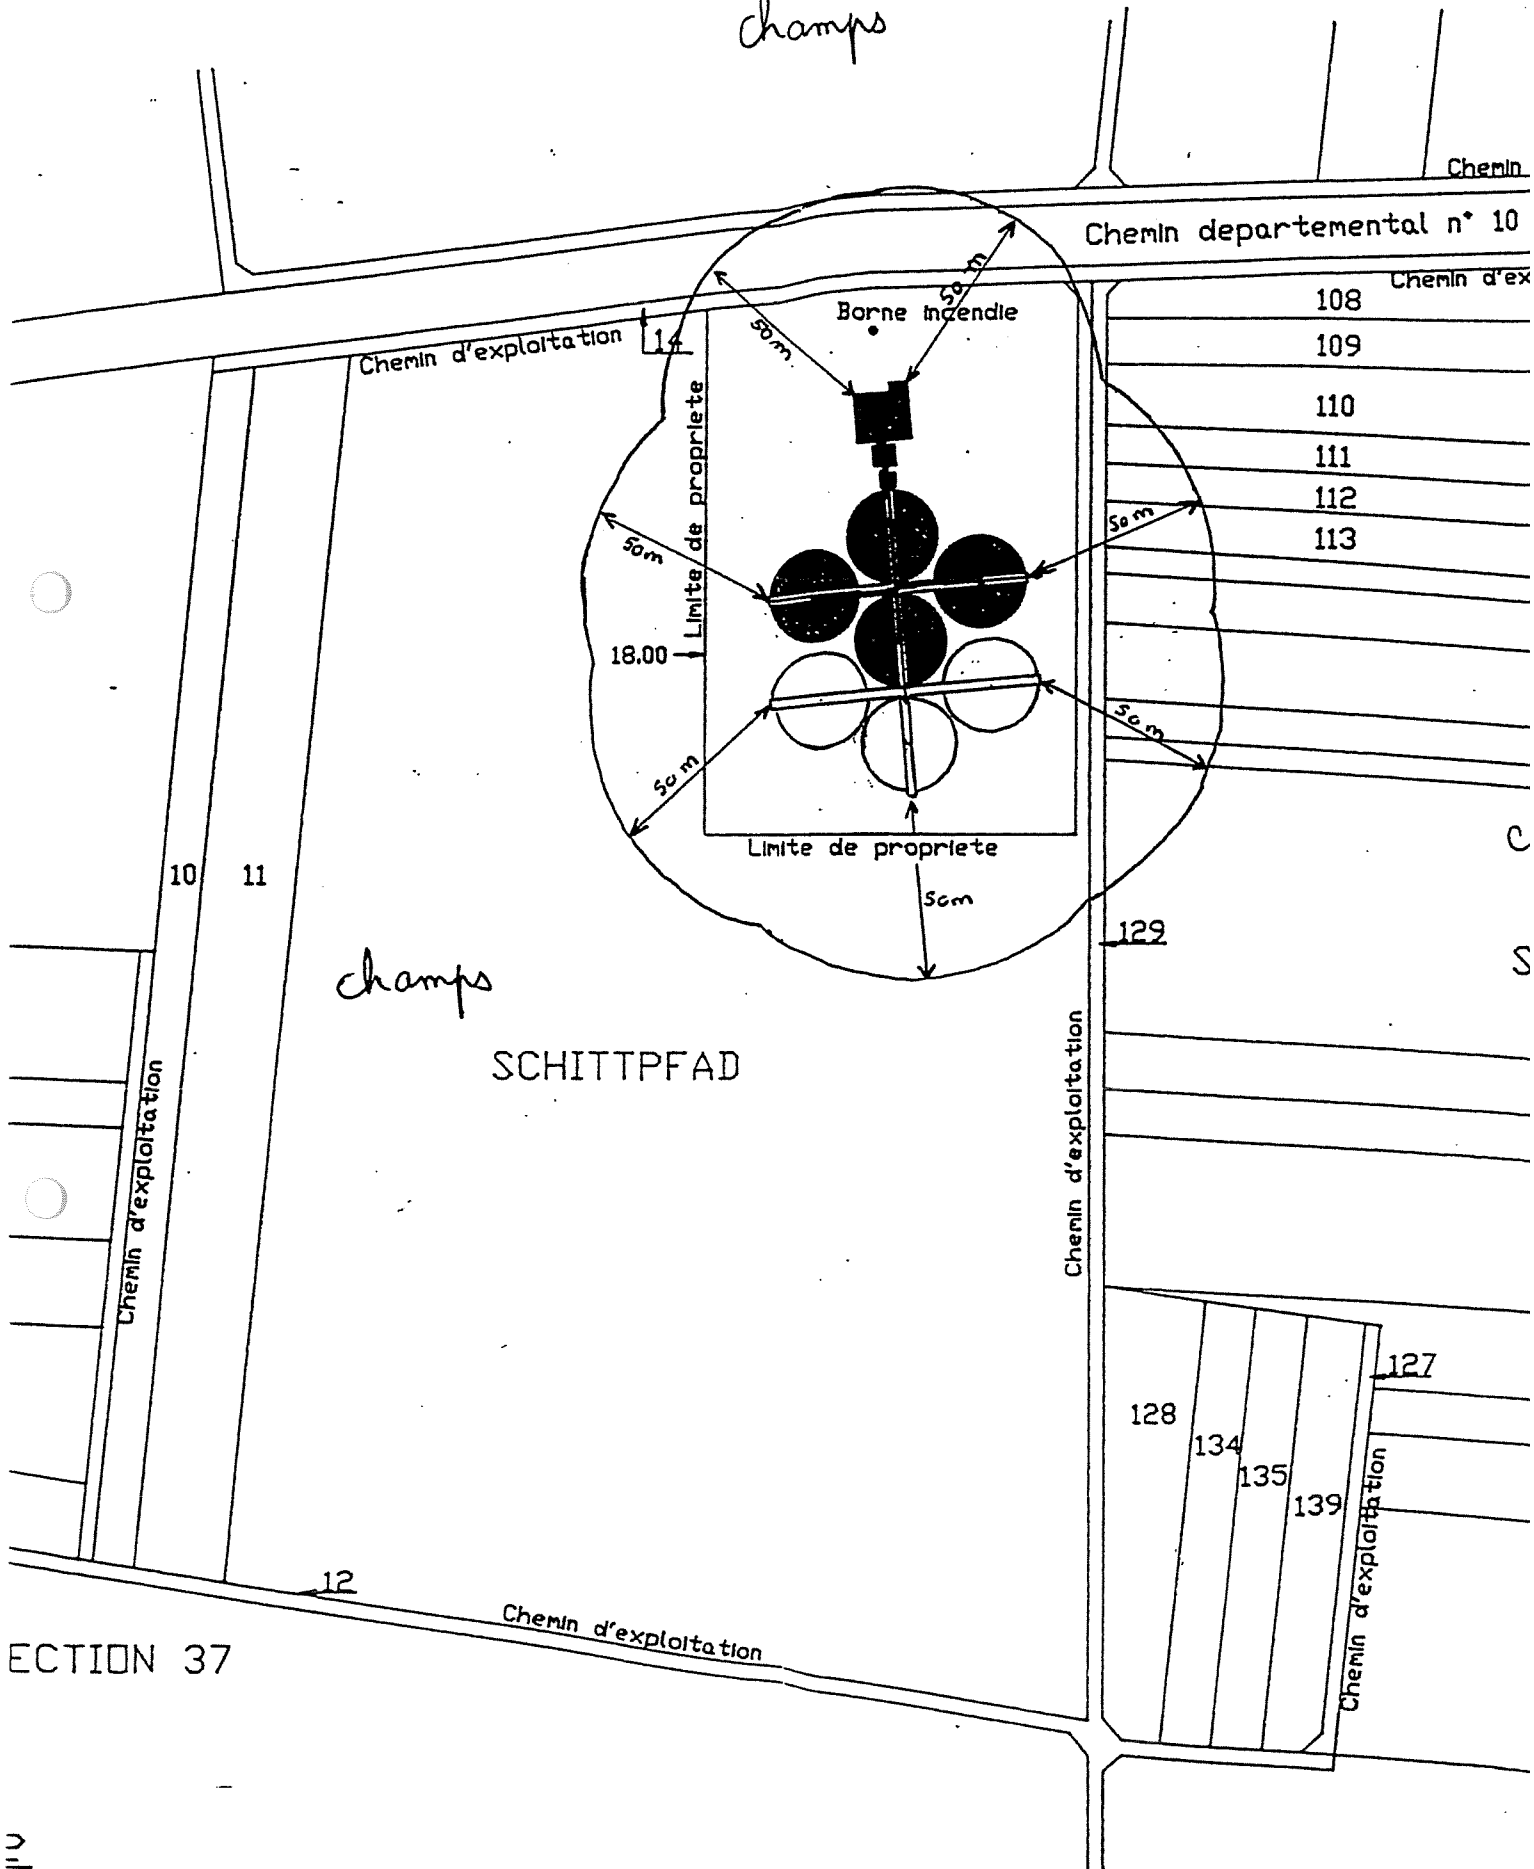 champs
Chemin
Chemin departemental n° 10
Chemin d'ex
108
Borne incendie
50 m
50m
14
Chemin d'exploitation
109
110
111
112
113
50m
50m
Limite de propriete
18.00
50m
50m
Limite de propriete
10
11
50m
129
champs
SCHITTPFAD
Chemin d'exploitation
Chemin d'exploitation
127
128
134
135
139
Chemin d'exploitation
12
Chemin d'exploitation
ECTION 37